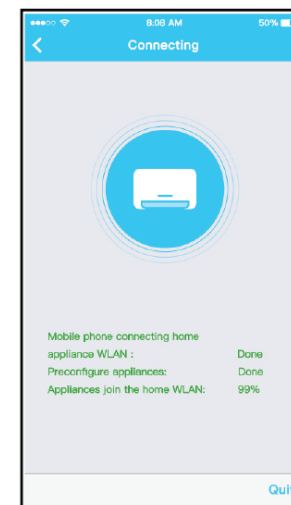 8:08 AM 50%
Connecting
Mobile phone connecting home
appliance WLAN : Done
Preconfigure appliances: Done
Appliances join the home WLAN: 99%
Quit